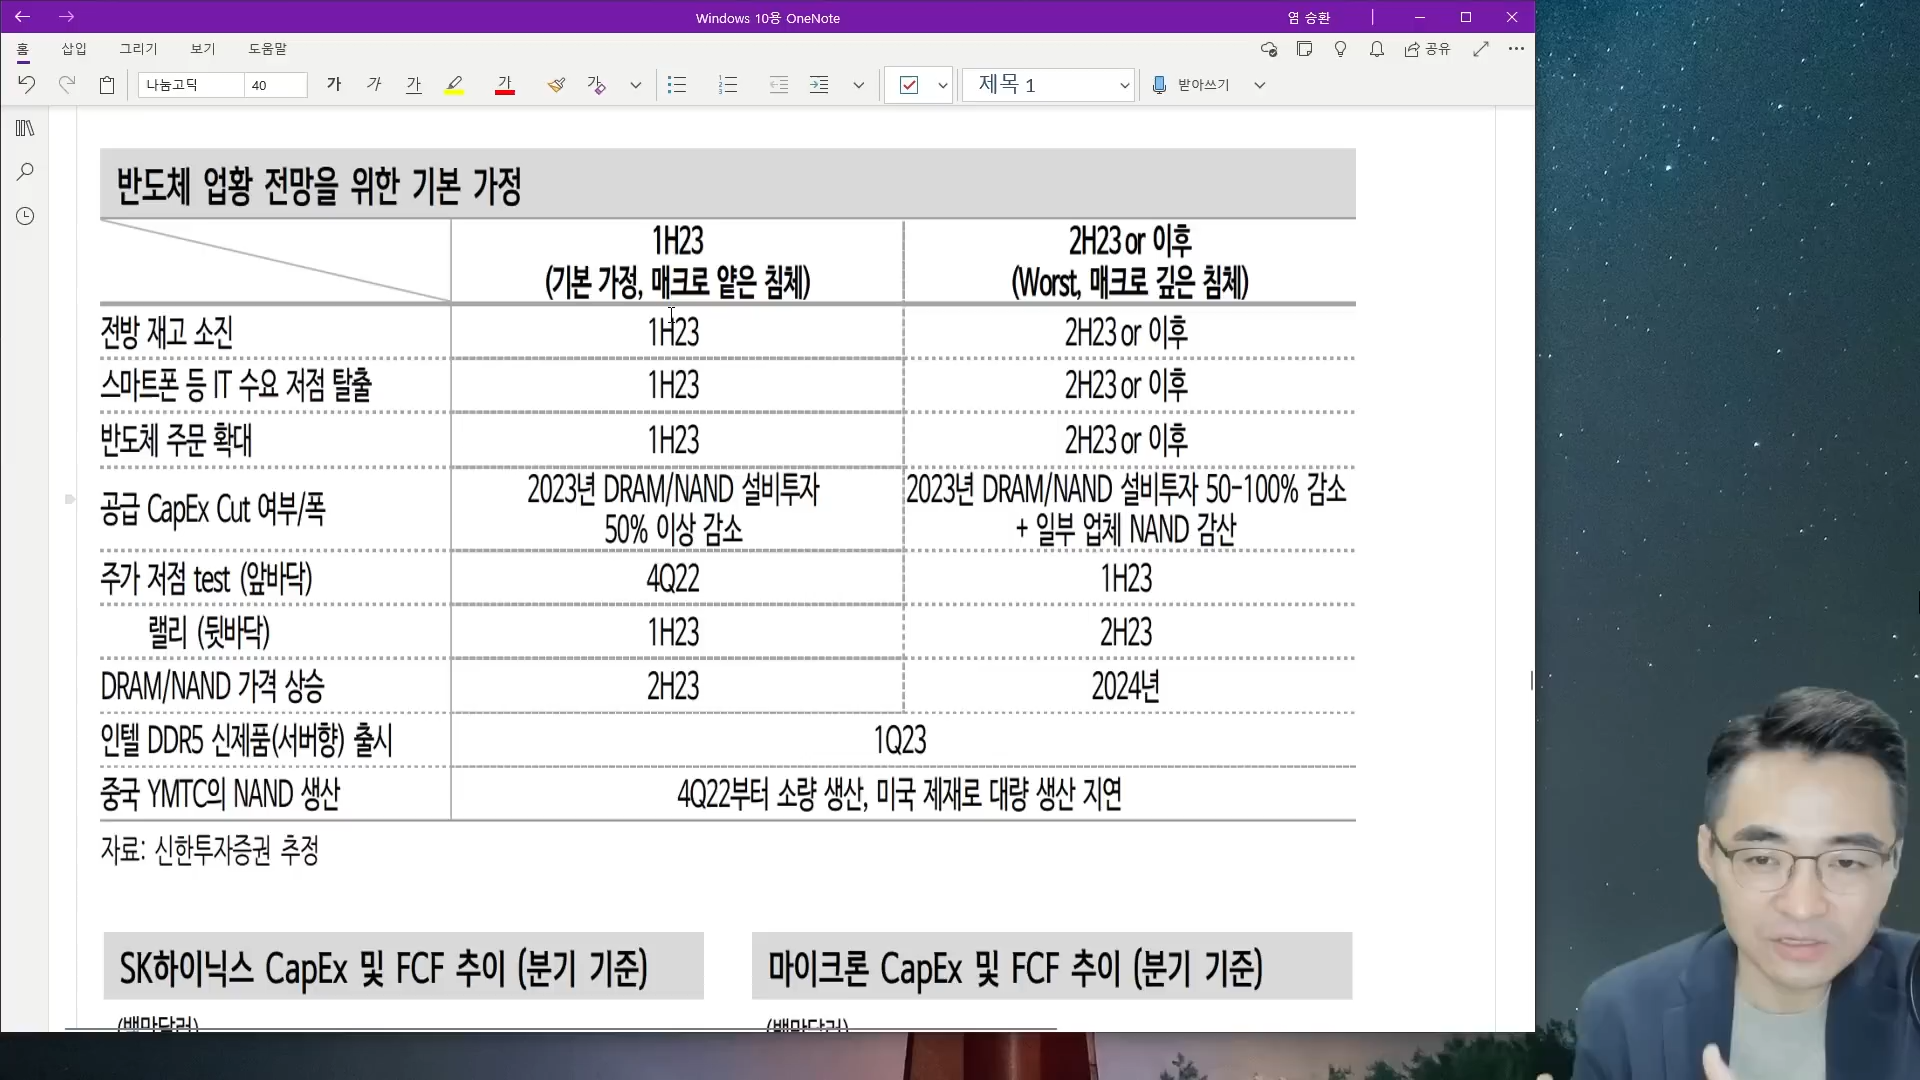 Windows 10용 OneNote
염 승환
홈 삽입 그리기 보기 도움말
공유
나눔고딕 40 가 가 가 가 가 제목 1 받아쓰기
반도체 업황 전망을 위한 기본 가정
1H23 2H23 or 이후
(기본 가정, 매크로 얕은 침체) (Worst, 매크로 깊은 침체)
전방 재고 소진 1H23 2H23 or 이후
스마트폰 등 IT 수요 저점 탈출 1H23 2H23 or 이후
반도체 주문 확대 1H23 2H23 or 이후
공급 CapEx Cut 여부/폭 2023년 DRAM/NAND 설비투자 2023년 DRAM/NAND 설비투자 50-100% 감소
50% 이상 감소 + 일부 업체 NAND 감산
주가 저점 test (앞바닥) 4Q22 1H23
랠리 (뒷바닥) 1H23 2H23
DRAM/NAND 가격 상승 2H23 2024년
인텔 DDR5 신제품(서버향) 출시 1Q23
중국 YMTC의 NAND 생산 4Q22부터 소량 생산, 미국 제재로 대량 생산 지연
자료: 신한투자증권 추정
SK하이닉스 CapEx 및 FCF 추이 (분기 기준) 마이크론 CapEx 및 FCF 추이 (분기 기준)
(백만달러) (백만달러)